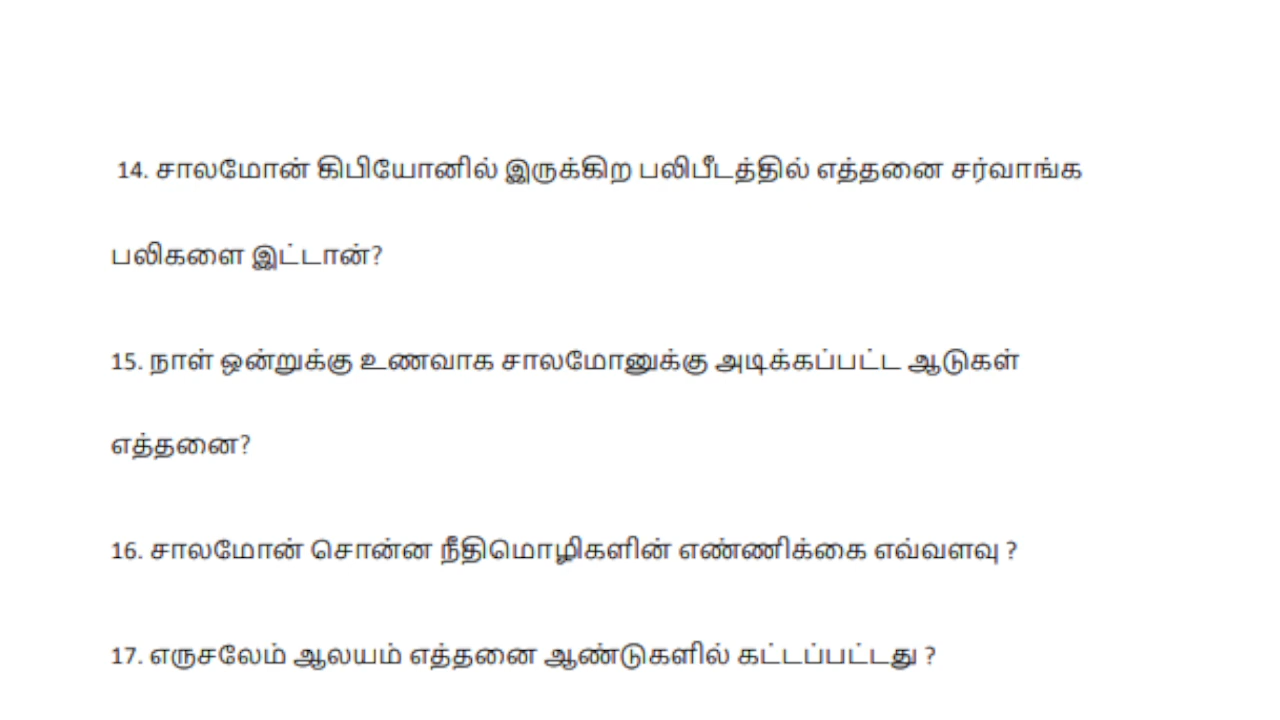 14. சாலமோன் கிபியோனில் இருக்கிற பலிபீடத்தில் எத்தனை சர்வாங்க
பலிகளை இட்டான்?
15. நாள் ஒன்றுக்கு உணவாக சாலமோனுக்கு அடிக்கப்பட்ட ஆடுகள்
எத்தனை?
16. சாலமோன் சொன்ன நீதிமொழிகளின் எண்ணிக்கை எவ்வளவு ?
17. எருசலேம் ஆலயம் எத்தனை ஆண்டுகளில் கட்டப்பட்டது ?